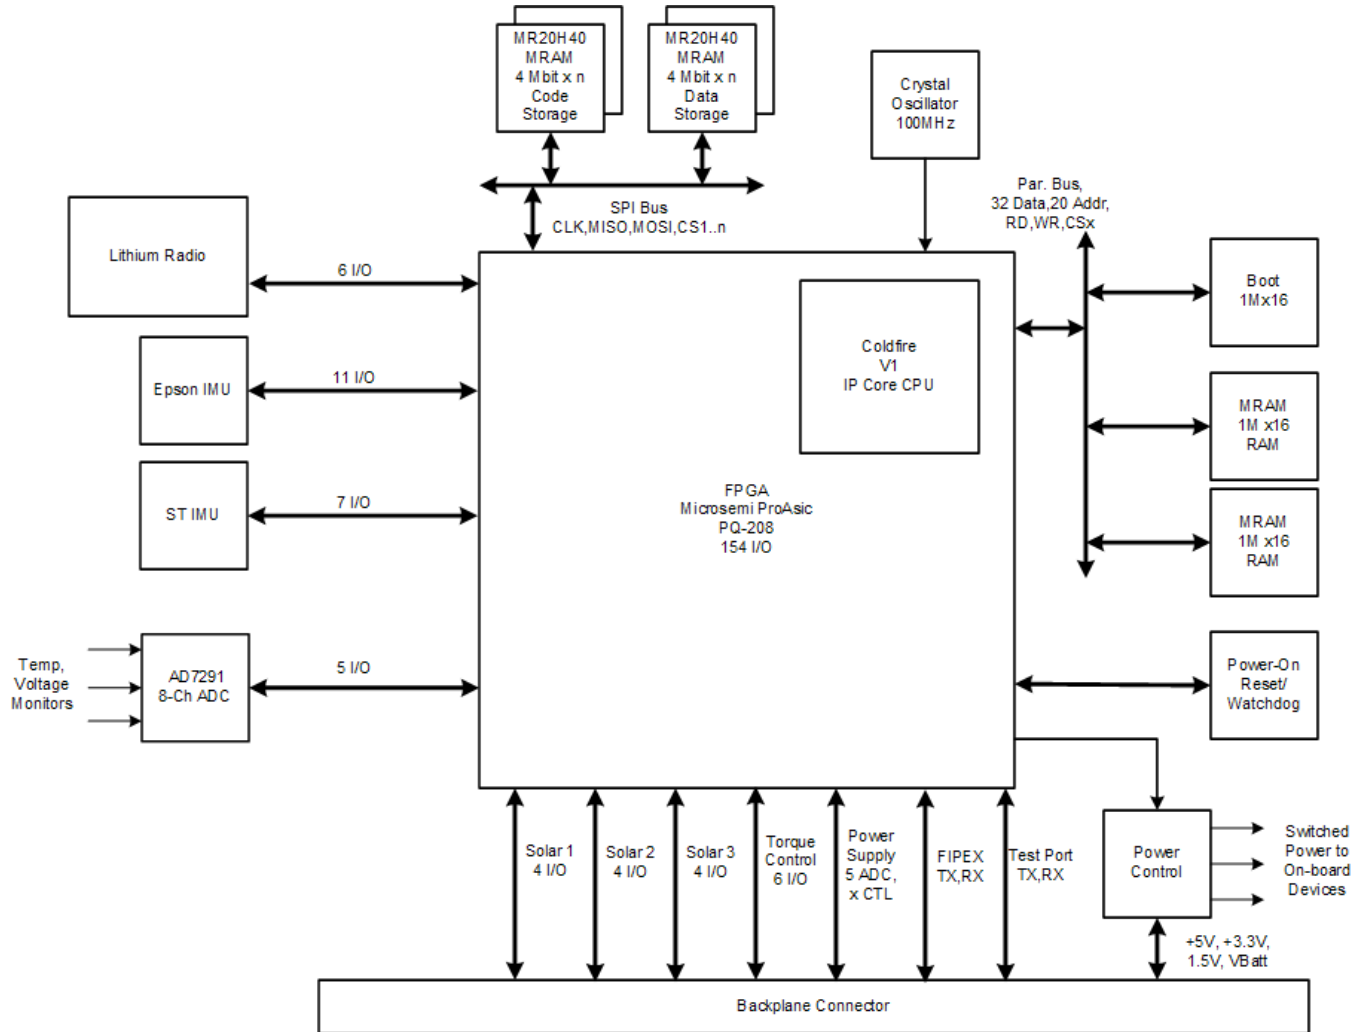 MR20H40
MRAM
4 Mbit x n
Code
Storage
MR20H40
MRAM
4 Mbit x n
Data
Storage
Crystal
Oscillator
100MHz
SPI Bus
CLK,MISO,MOSI,CS1..n
Par. Bus,
32 Data,20 Addr,
RD,WR,CSx
Lithium Radio
6 I/O
Boot
1Mx16
Coldfire
V1
IP Core CPU
Epson IMU
11 I/O
MRAM
1M x16
RAM
ST IMU
7 I/O
FPGA
Microsemi ProAsic
PQ-208
154 I/O
MRAM
1M x16
RAM
Temp,
Voltage
Monitors
AD7291
8-Ch ADC
5 I/O
Power-On
Reset/
Watchdog
Solar 1
4 I/O
Solar 2
4 I/O
Solar 3
4 I/O
Torque
Control
6 I/O
Power
Supply
5 ADC,
x CTL
FIPEX
TX,RX
Test Port
TX,RX
Power
Control
Switched
Power to
On-board
Devices
+5V, +3.3V,
1.5V, VBatt
Backplane Connector